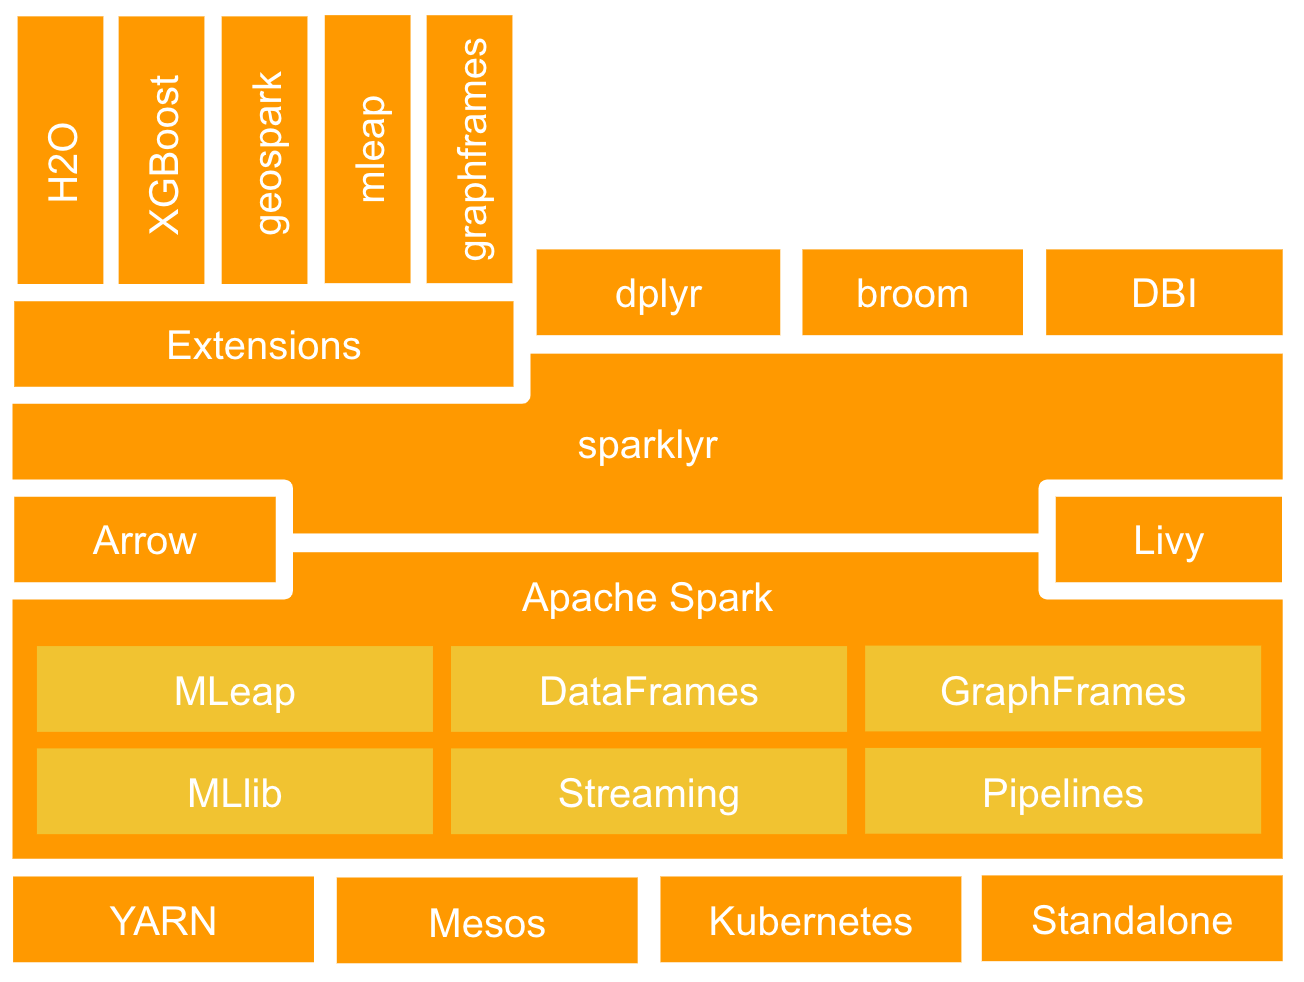 H2O
XGBoost
geospark
mleap
graphframes
dplyr
broom
DBI
Extensions
sparklyr
Arrow
Livy
Apache Spark
MLeap
DataFrames
GraphFrames
MLlib
Streaming
Pipelines
YARN
Mesos
Kubernetes
Standalone